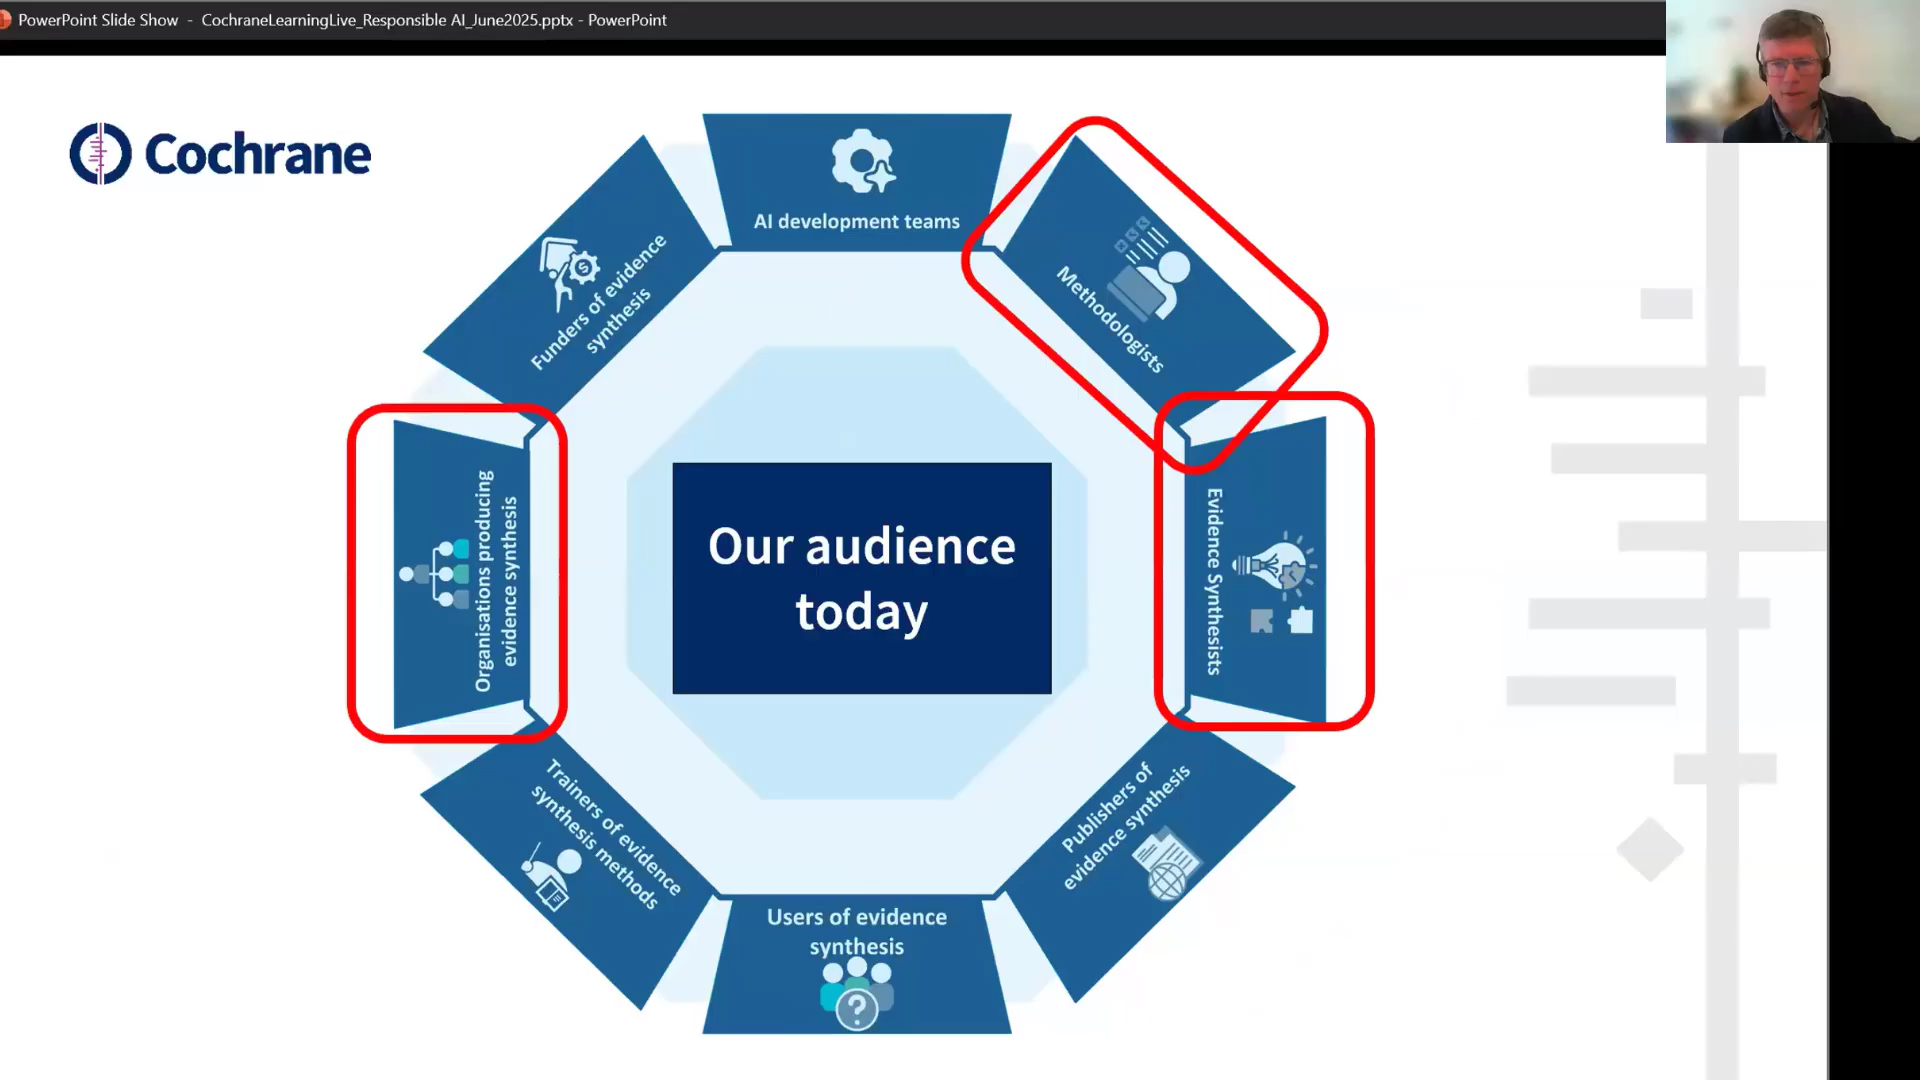 PowerPoint Slide Show - CochraneLearningLive_Responsible AI_June2025.pptx - PowerPoint
Cochrane
AI development teams
Methodologists
Evidence Synthesists
Publishers of
evidence synthesis
Users of evidence
synthesis
?
Trainers of evidence
synthesis methods
Organisations producing
evidence synthesis
Funders of evidence
synthesis
$
Our audience
today